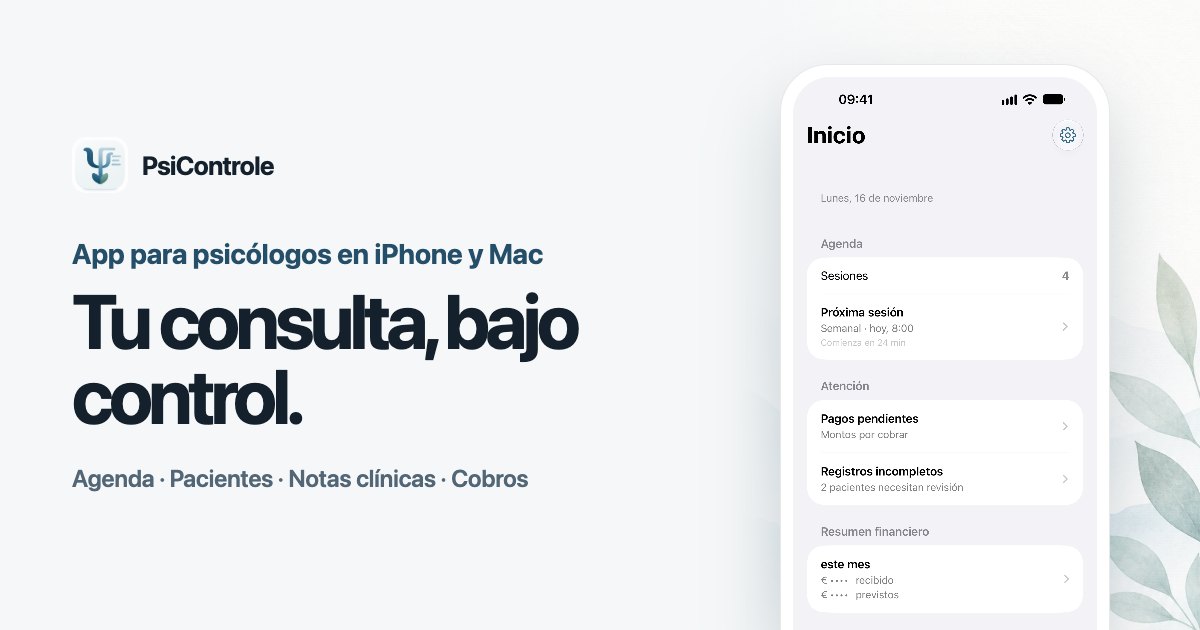 PsiControle
App para psicólogos en iPhone y Mac
Tu consulta, bajo
control.
Agenda · Pacientes · Notas clínicas · Cobros
09:41
Inicio
Lunes, 16 de noviembre
Agenda
Sesiones 4
Próxima sesión
Semanal · hoy, 8:00
Comienza en 24 min
Atención
Pagos pendientes
Montos por cobrar
Registros incompletos
2 pacientes necesitan revisión
Resumen financiero
este mes
€ •••• recibido
€ •••• previstos